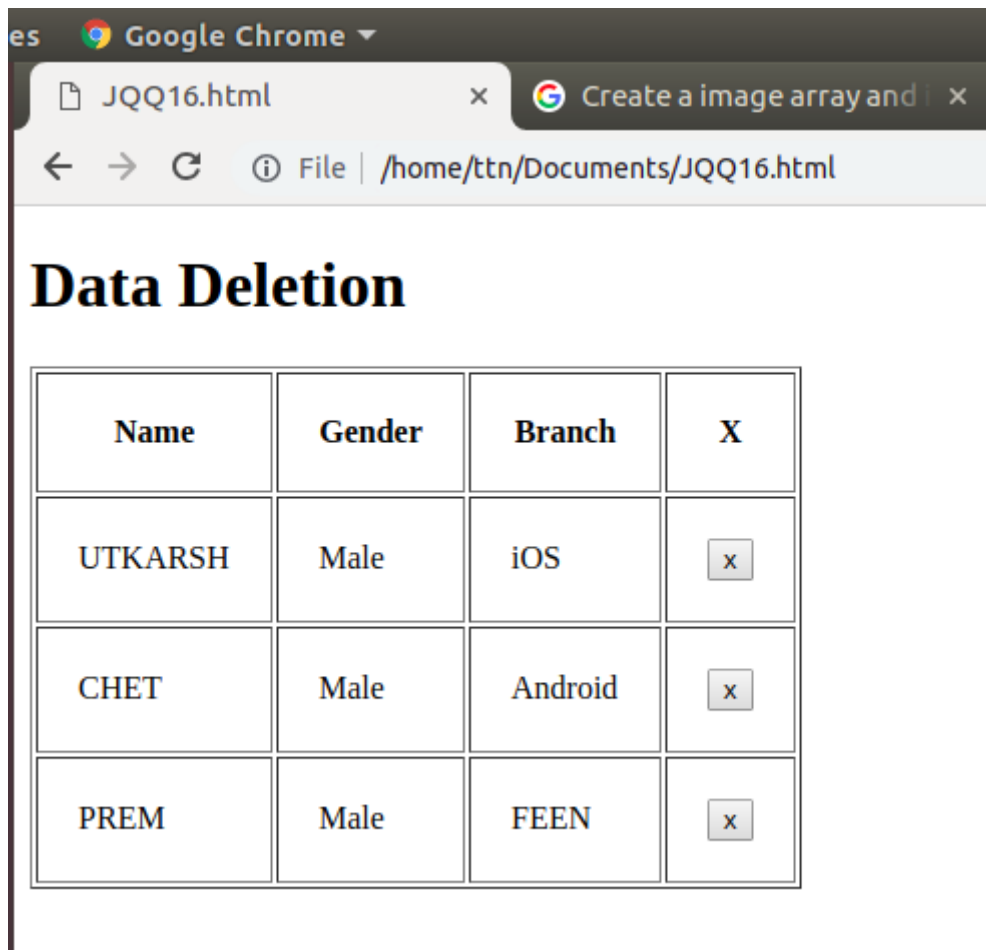 es Google Chrome
JQQ16.html × Create a image array and i ×
File | /home/ttn/Documents/JQQ16.html
Data Deletion
Name Gender Branch X
UTKARSH Male iOS x
CHET Male Android x
PREM Male FEEN x